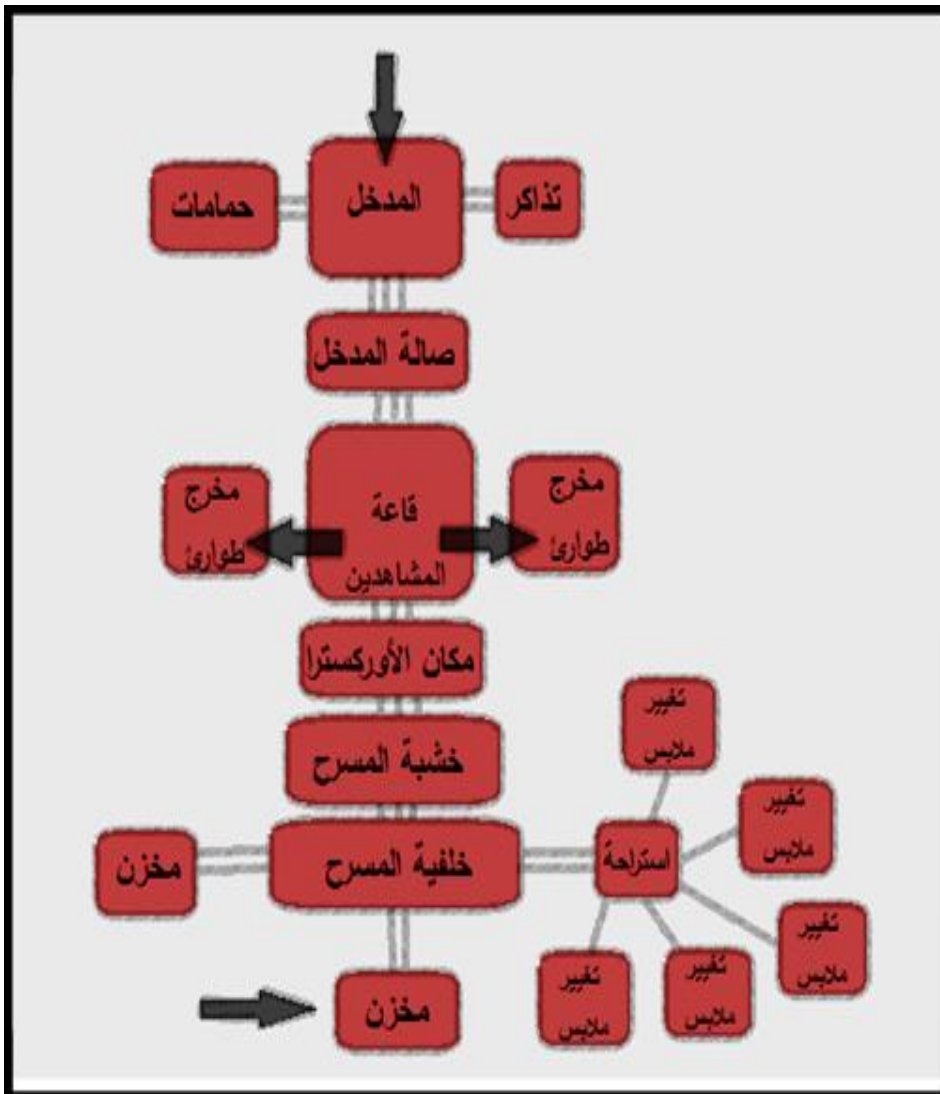 تذاكر
المدخل
حمامات
صالة المدخل
مخرج
طوارئ
قاعة
المشاهدين
مخرج
طوارئ
مكان الأوركسترا
خشبة المسرح
تغيير
ملابس
تغيير
ملابس
استراحة
خلفية المسرح
مخزن
تغيير
ملابس
تغيير
ملابس
تغيير
ملابس
مخزن